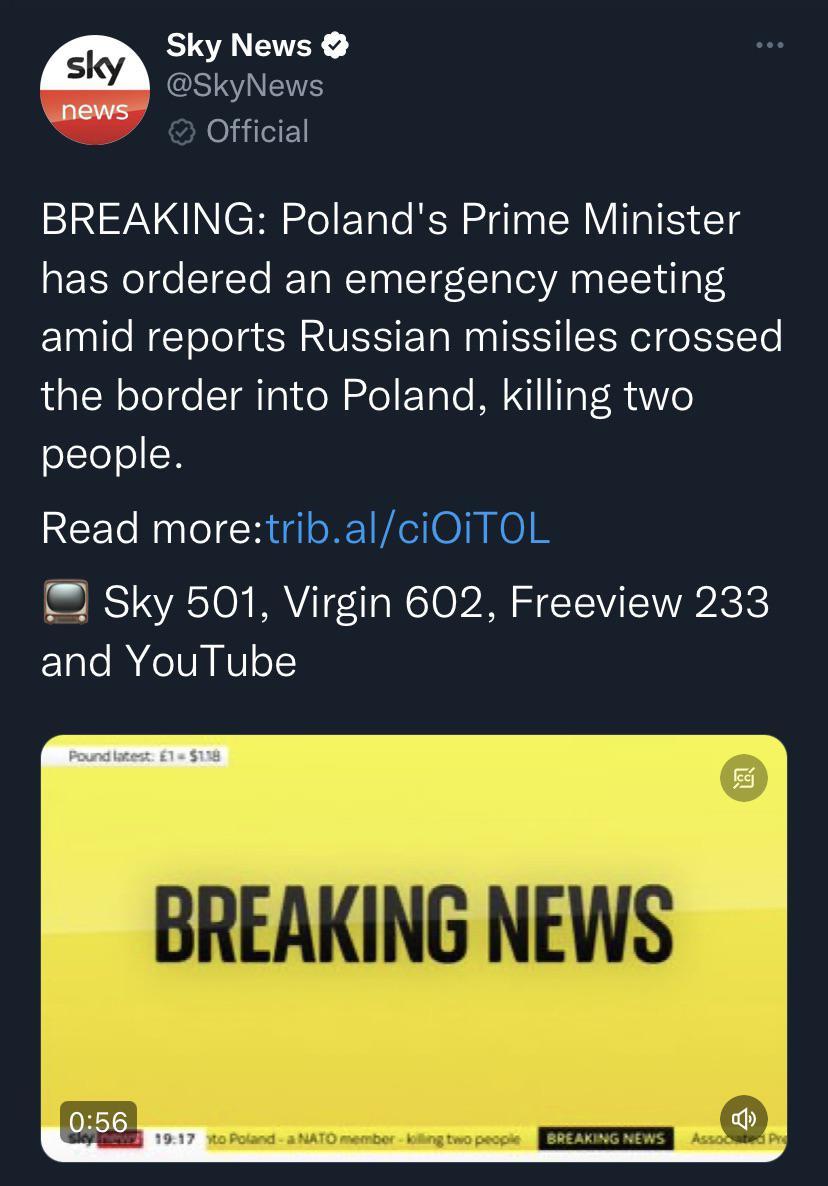 sky
news
Sky News
@SkyNews
Official
BREAKING: Poland's Prime Minister
has ordered an emergency meeting
amid reports Russian missiles crossed
the border into Poland, killing two
people.
Read more:trib.al/ciOiT0L
Sky 501, Virgin 602, Freeview 233
and YouTube
Pound latest: £1 = $1.18
CC
BREAKING NEWS
0:56
sky news 19:17 nto Poland - a NATO member - killing two people BREAKING NEWS Associated Pre